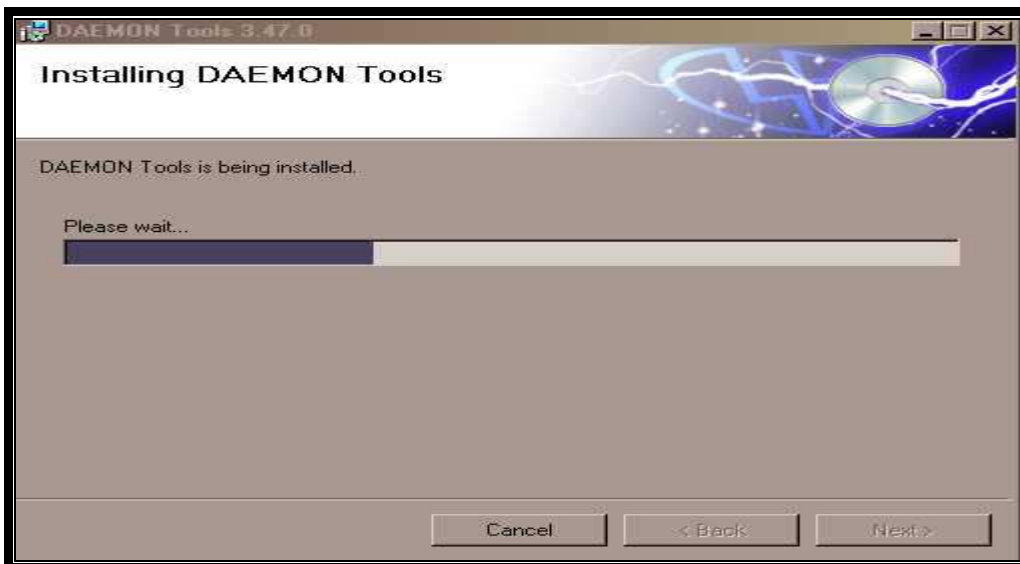 DAEMON Tools 3.47.0
Installing DAEMON Tools
DAEMON Tools is being installed.
Please wait...
Cancel
< Back
Next >